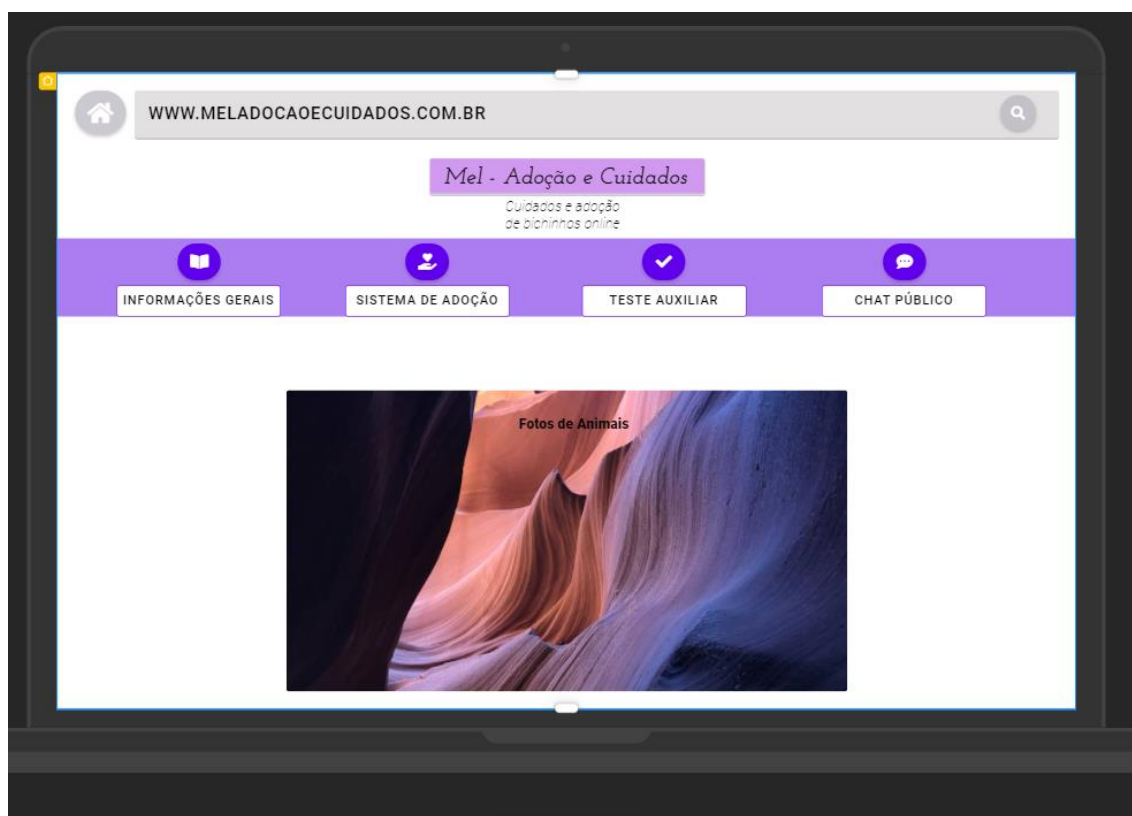 WWW.MELADOCAOECUIDADOS.COM.BR
Mel - Adoção e Cuidados
Cuidados e adoção
de bichinhos online
INFORMAÇÕES GERAIS
SISTEMA DE ADOÇÃO
TESTE AUXILIAR
CHAT PÚBLICO
Fotos de Animais